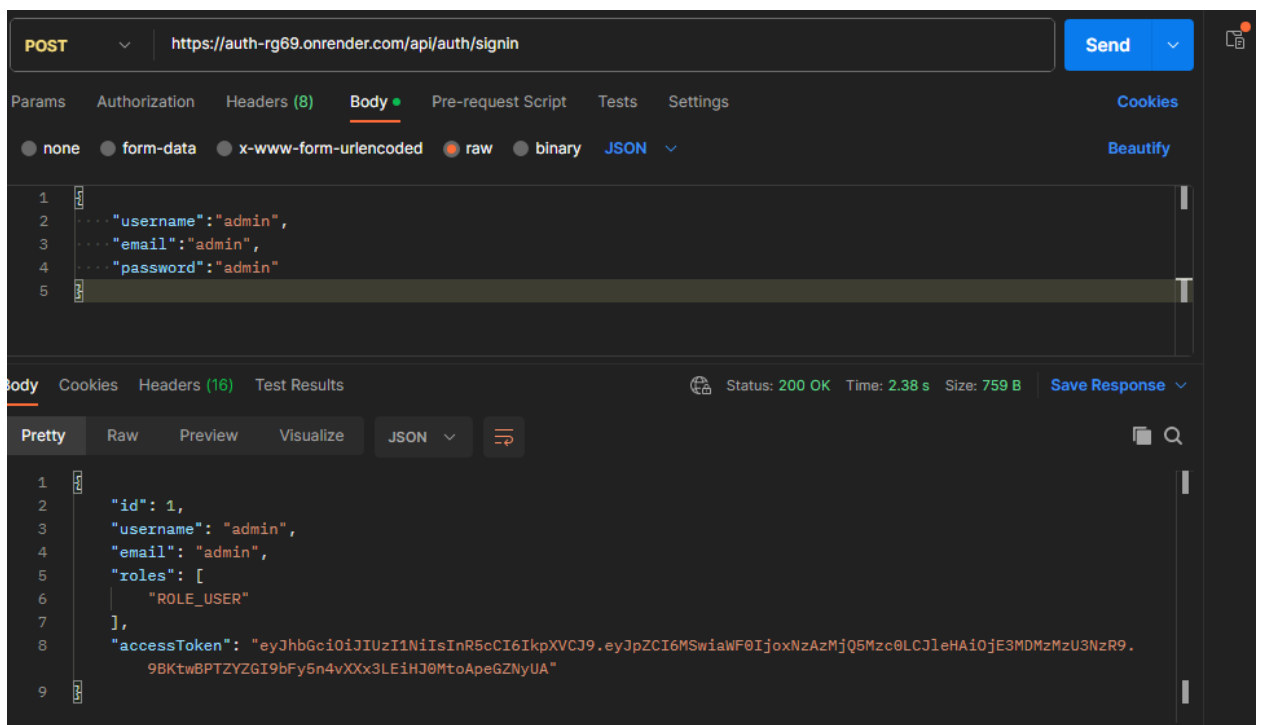 POST https://auth-rg69.onrender.com/api/auth/signin Send
Params Authorization Headers (8) Body Pre-request Script Tests Settings Cookies
none form-data x-www-form-urlencoded raw binary JSON Beautify
1 {
2 "username":"admin",
3 "email":"admin",
4 "password":"admin"
5 }
Body Cookies Headers (16) Test Results Status: 200 OK Time: 2.38 s Size: 759 B Save Response
Pretty Raw Preview Visualize JSON
1 {
2 "id": 1,
3 "username": "admin",
4 "email": "admin",
5 "roles": [
6 "ROLE_USER"
7 ],
8 "accessToken": "eyJhbGciOiJIUzI1NiIsInR5cCI6IkpXVCJ9.eyJpZCI6MSwiaWF0IjoxNzAzMjQ5Mzc0LCJleHAiOjE3MDMzMzU3NzR9.
9BKtwBPTZYZGI9bFy5n4vXXx3LEiHJ0MtoApeGZNyUA"
9 }